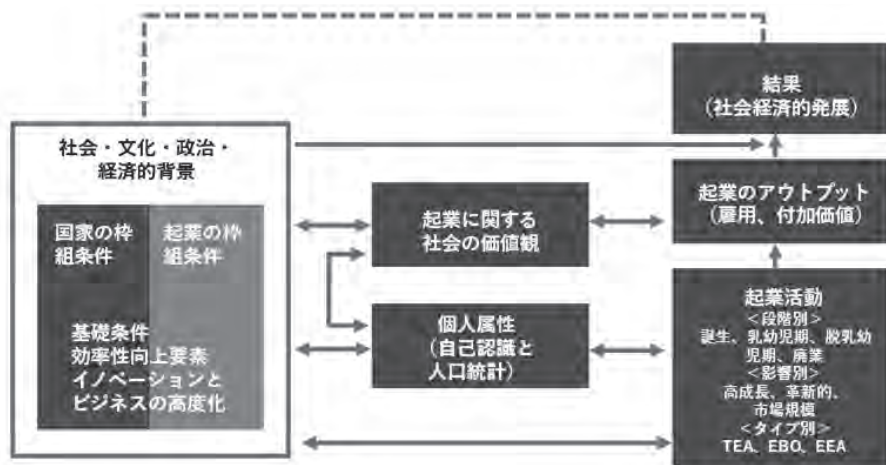 結果
（社会経済的発展）
社会・文化・政治・
経済的背景
国家の枠
組条件
起業の枠
組条件
基礎条件
効率性向上要素
イノベーションと
ビジネスの高度化
起業に関する
社会の価値観
個人属性
（自己認識と
人口統計）
起業のアウトプット
（雇用、付加価値）
起業活動
＜段階別＞
誕生、乳幼児期、脱乳幼
児期、廃業
＜影響別＞
高成長、革新的、
市場規模
＜タイプ別＞
TEA、EBO、EEA